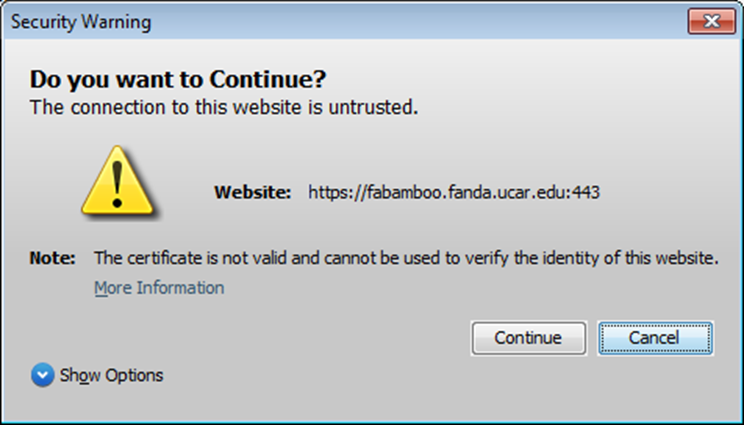 Security Warning
Do you want to Continue?
The connection to this website is untrusted.
Website: https://fabamboo.fanda.ucar.edu:443
Note: The certificate is not valid and cannot be used to verify the identity of this website.
More Information
Continue Cancel
Show Options